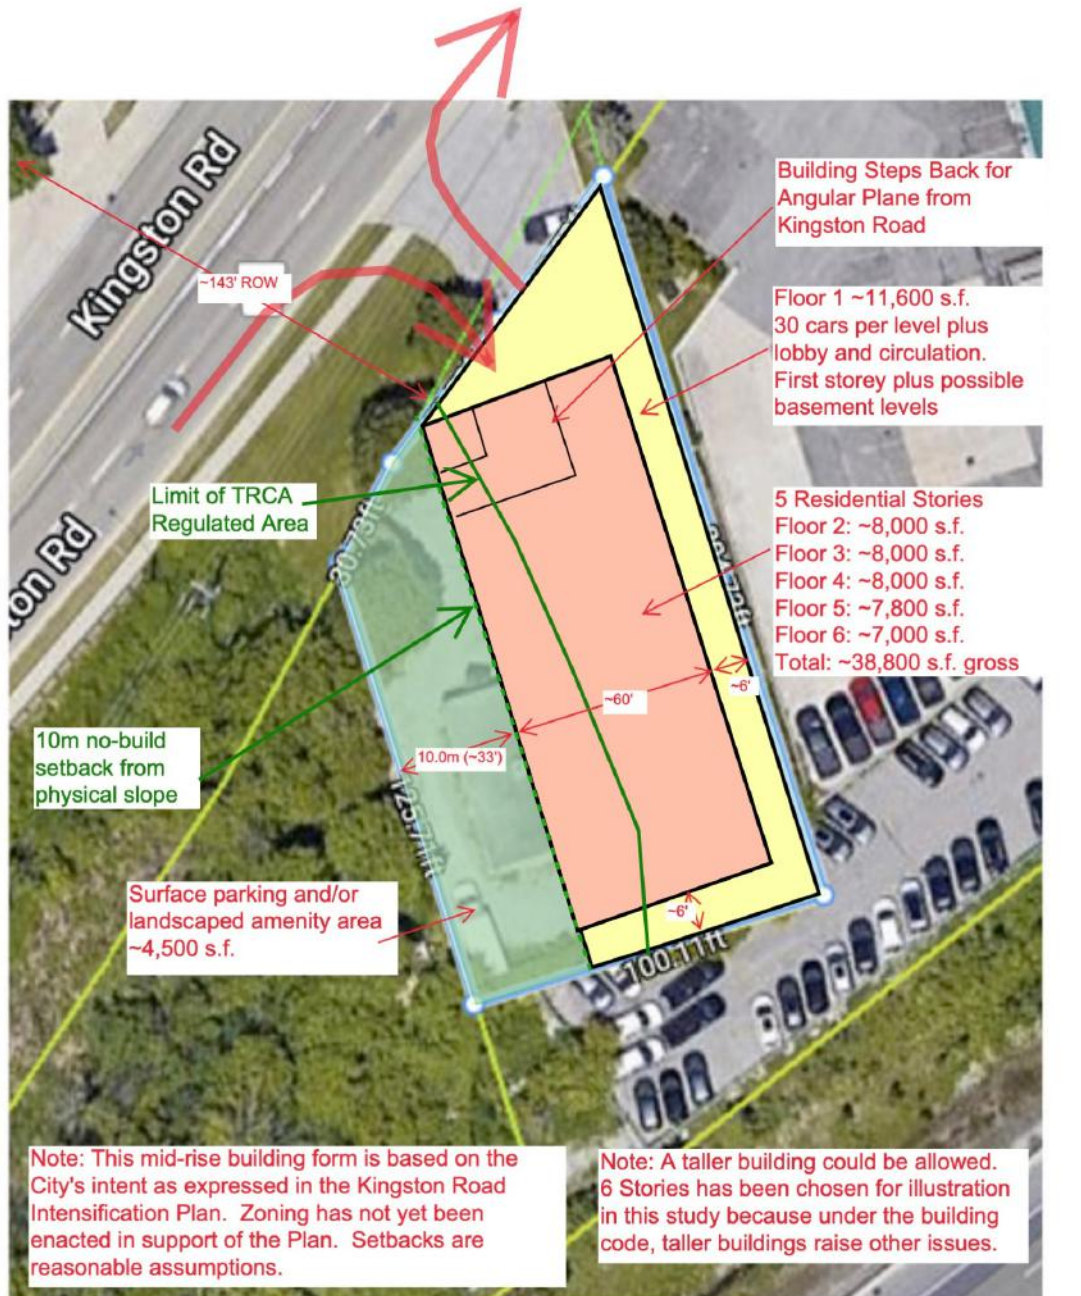 Building Steps Back for
Angular Plane from
Kingston Road
Kingston Rd
~143' ROW
Floor 1 ~11,600 s.f.
30 cars per level plus
lobby and circulation.
First storey plus possible
basement levels
Limit of TRCA
Regulated Area
5 Residential Stories
Floor 2: ~8,000 s.f.
Floor 3: ~8,000 s.f.
Floor 4: ~8,000 s.f.
Floor 5: ~7,800 s.f.
Floor 6: ~7,000 s.f.
Total: ~38,800 s.f. gross
ton Rd
30.73ft
~6'
~60'
10m no-build
setback from
physical slope
10.0m (~33')
125.71ft
Surface parking and/or
landscaped amenity area
~4,500 s.f.
~6'
100.11ft
Note: This mid-rise building form is based on the
City's intent as expressed in the Kingston Road
Intensification Plan. Zoning has not yet been
enacted in support of the Plan. Setbacks are
reasonable assumptions.
Note: A taller building could be allowed.
6 Stories has been chosen for illustration
in this study because under the building
code, taller buildings raise other issues.